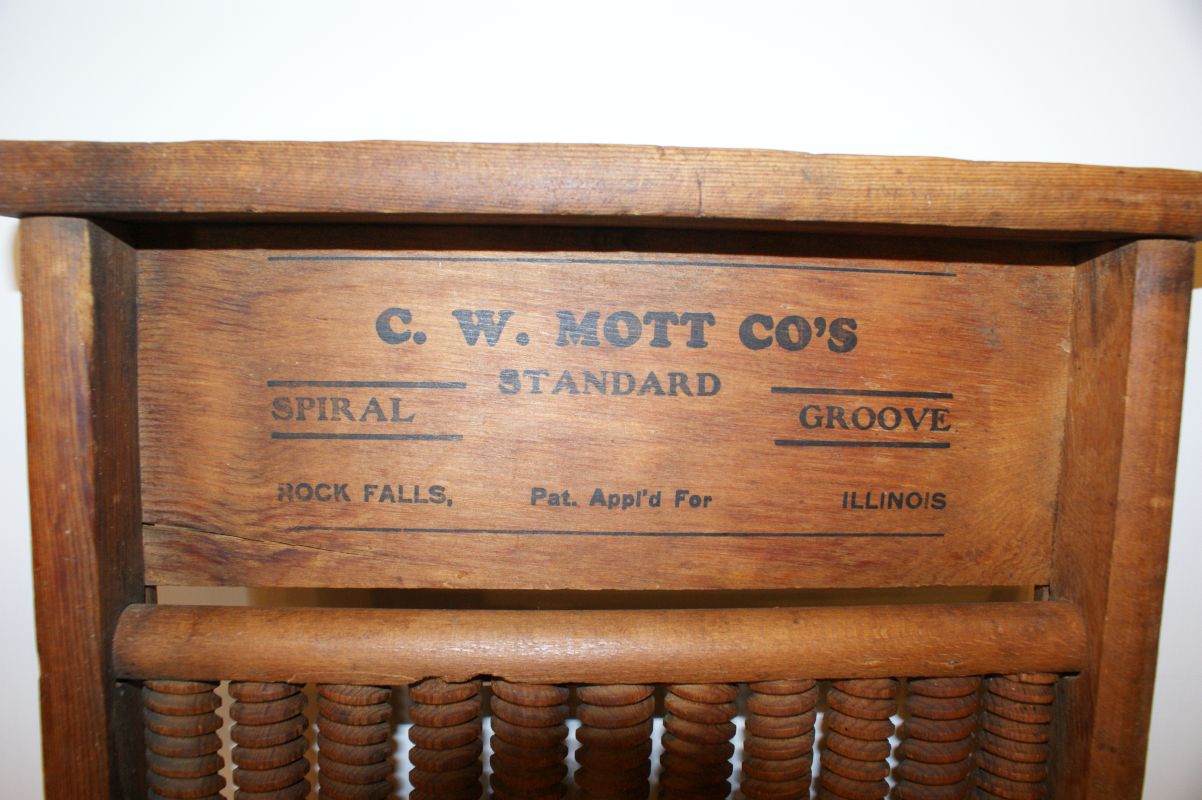 C. W. MOTT CO'S
STANDARD
SPIRAL GROOVE
ROCK FALLS, Pat. Appl'd For ILLINOIS